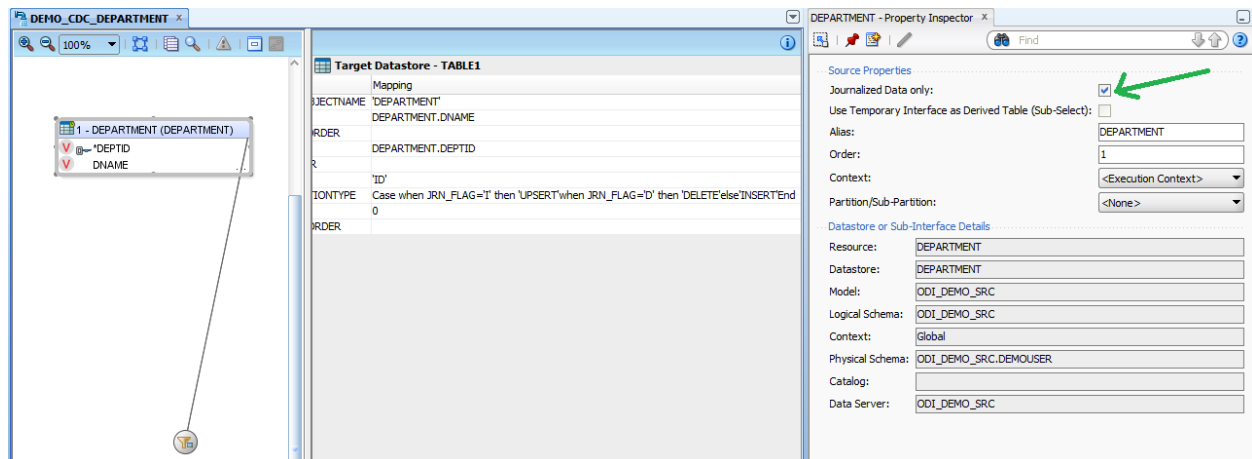 DEMO_CDC_DEPARTMENT
100%
1 - DEPARTMENT (DEPARTMENT)
V *DEPTID
V DNAME ...
Target Datastore - TABLE1
Mapping
BJECTNAME 'DEPARTMENT'
DEPARTMENT.DNAME
RDER
DEPARTMENT.DEPTID
R
'ID'
TIONTYPE Case when JRN_FLAG='I' then 'UPSERT'when JRN_FLAG='D' then 'DELETE'else'INSERT'End
0
ORDER
DEPARTMENT - Property Inspector
Find
Source Properties
Journalized Data only:
Use Temporary Interface as Derived Table (Sub-Select):
Alias: DEPARTMENT
Order: 1
Context: <Execution Context>
Partition/Sub-Partition: <None>
Datastore or Sub-Interface Details
Resource: DEPARTMENT
Datastore: DEPARTMENT
Model: ODI_DEMO_SRC
Logical Schema: ODI_DEMO_SRC
Context: Global
Physical Schema: ODI_DEMO_SRC.DEMOUSER
Catalog:
Data Server: ODI_DEMO_SRC